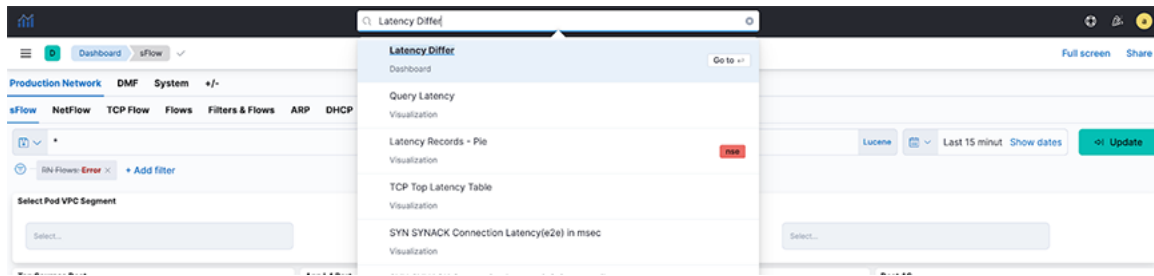 Latency Differ
a
D Dashboard sFlow
Full screen Share
Latency Differ
Dashboard
Go to
Production Network DMF System +/-
Query Latency
Visualization
sFlow NetFlow TCP Flow Flows Filters & Flows ARP DHCP
*
Latency Records - Pie
Visualization
nse
Lucene Last 15 minut Show dates Update
RN Flows: Error × + Add filter
TCP Top Latency Table
Visualization
Select Pod VPC Segment
Select...
SYN SYNACK Connection Latency(e2e) in msec
Visualization
Select...